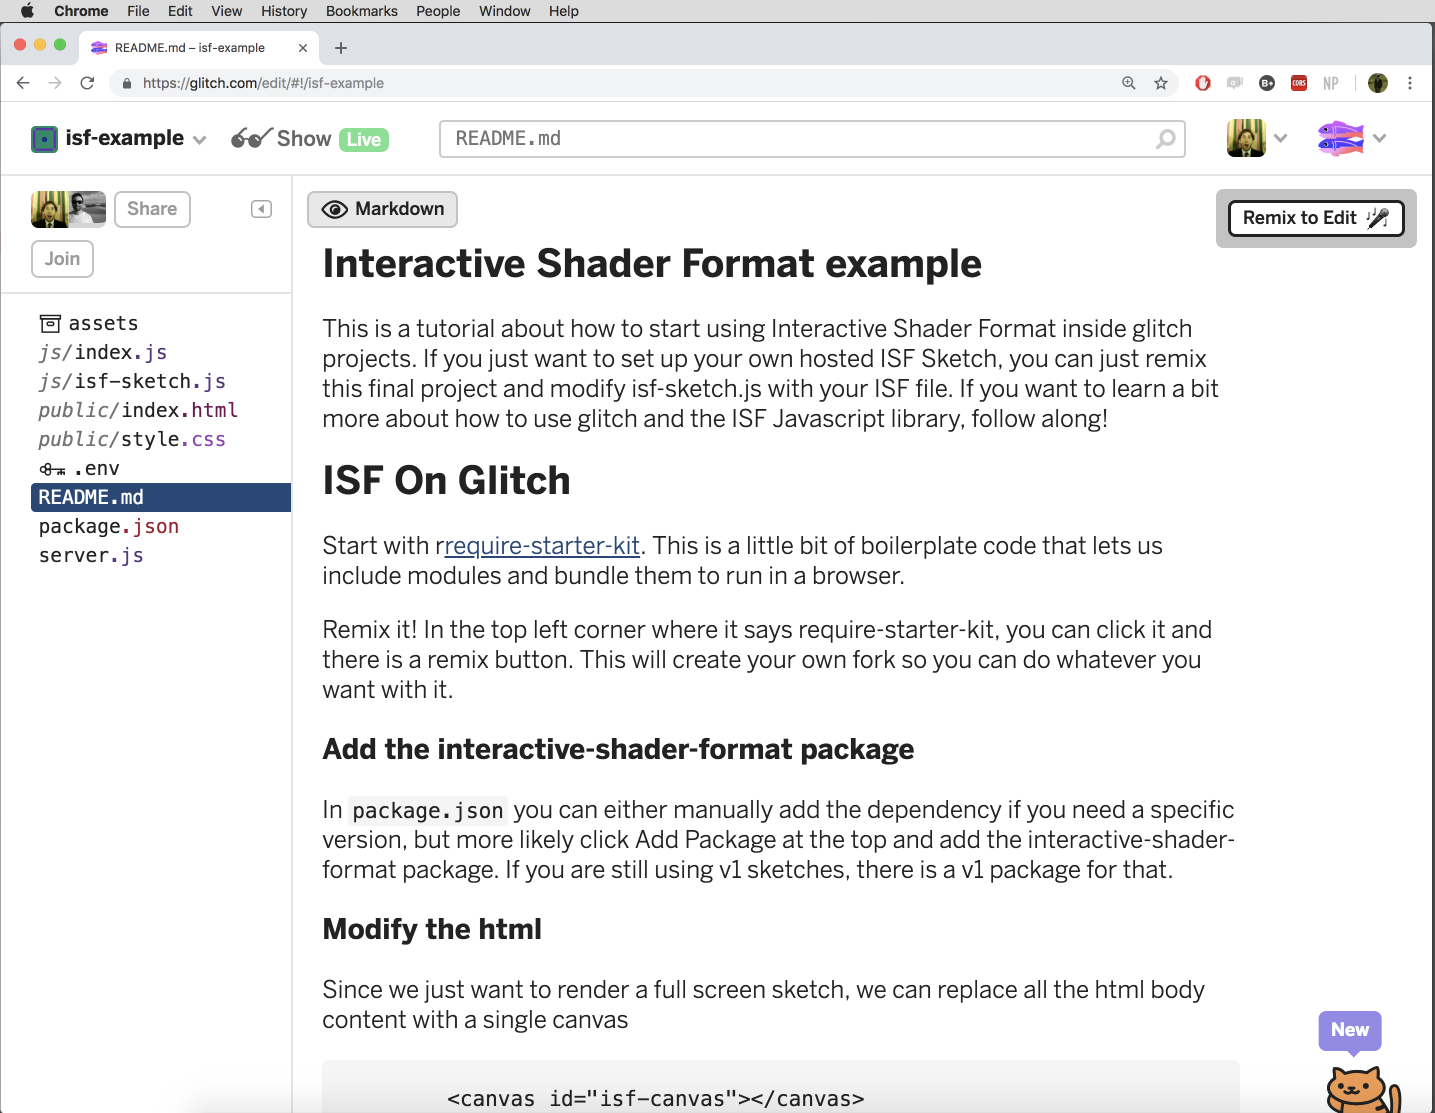 Chrome File Edit View History Bookmarks People Window Help
README.md – isf-example
https://glitch.com/edit/#!/isf-example
B+ CORS NP
isf-example Show Live README.md
Share
Join
Markdown
Remix to Edit
assets
js/index.js
js/isf-sketch.js
public/index.html
public/style.css
.env
README.md
package.json
server.js
Interactive Shader Format example
This is a tutorial about how to start using Interactive Shader Format inside glitch
projects. If you just want to set up your own hosted ISF Sketch, you can just remix
this final project and modify isf-sketch.js with your ISF file. If you want to learn a bit
more about how to use glitch and the ISF Javascript library, follow along!
ISF On Glitch
Start with rrequire-starter-kit. This is a little bit of boilerplate code that lets us
include modules and bundle them to run in a browser.
Remix it! In the top left corner where it says require-starter-kit, you can click it and
there is a remix button. This will create your own fork so you can do whatever you
want with it.
Add the interactive-shader-format package
In package.json you can either manually add the dependency if you need a specific
version, but more likely click Add Package at the top and add the interactive-shader-
format package. If you are still using v1 sketches, there is a v1 package for that.
Modify the html
Since we just want to render a full screen sketch, we can replace all the html body
content with a single canvas
<canvas id="isf-canvas"></canvas>
New